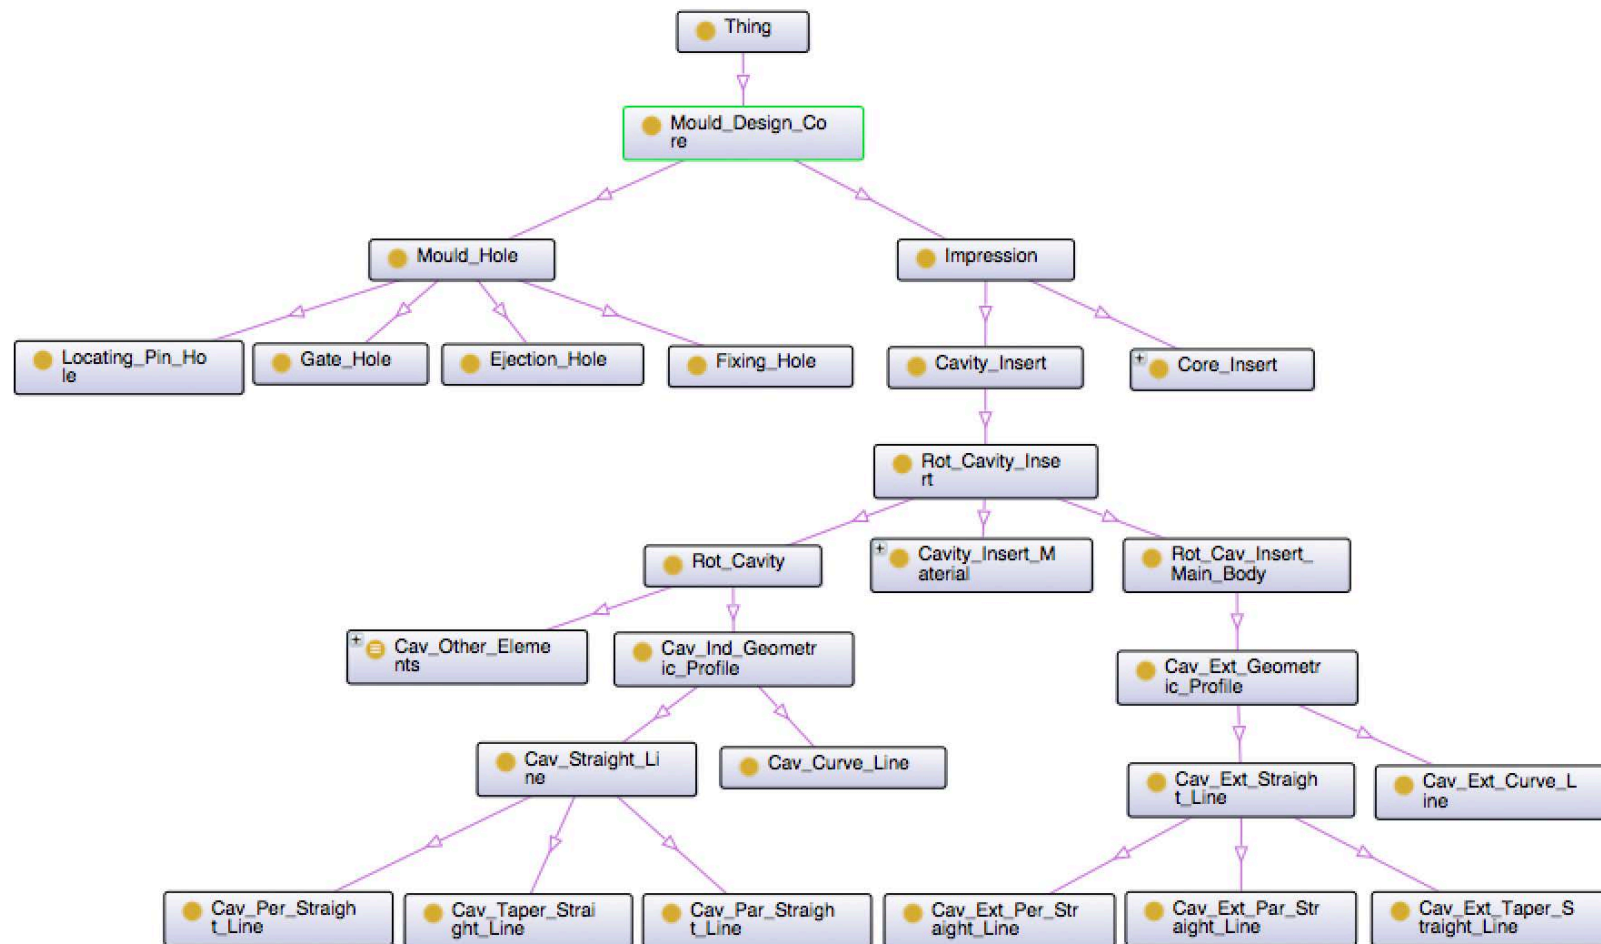 Thing
Mould_Design_Co
re
Mould_Hole
Impression
Locating_Pin_Ho
le
Gate_Hole
Ejection_Hole
Fixing_Hole
Cavity_Insert
+
Core_Insert
Rot_Cavity_Inse
rt
Rot_Cavity
+
Cavity_Insert_M
aterial
Rot_Cav_Insert_
Main_Body
+
Cav_Other_Eleme
nts
Cav_Ind_Geometr
ic_Profile
Cav_Ext_Geometr
ic_Profile
Cav_Straight_Li
ne
Cav_Curve_Line
Cav_Ext_Straigh
t_Line
Cav_Ext_Curve_L
ine
Cav_Per_Straigh
t_Line
Cav_Taper_Strai
ght_Line
Cav_Par_Straigh
t_Line
Cav_Ext_Per_Str
aight_Line
Cav_Ext_Par_Str
aight_Line
Cav_Ext_Taper_S
traight_Line